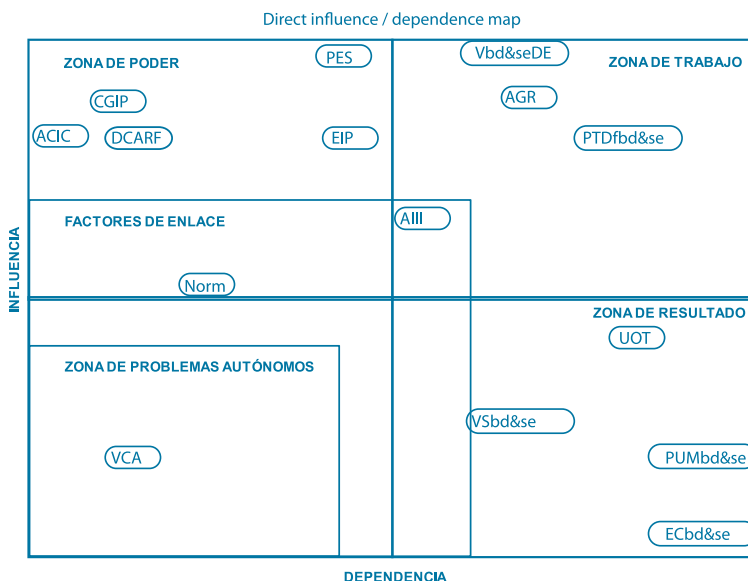 Direct influence / dependence map
ZONA DE PODER
PES
Vbd&seDE
ZONA DE TRABAJO
CGIP
AGR
ACIC
DCARF
EIP
PTDfbd&se
FACTORES DE ENLACE
AIII
INFLUENCIA
Norm
ZONA DE RESULTADO
UOT
ZONA DE PROBLEMAS AUTÓNOMOS
VSbd&se
VCA
PUMbd&se
ECbd&se
DEPENDENCIA